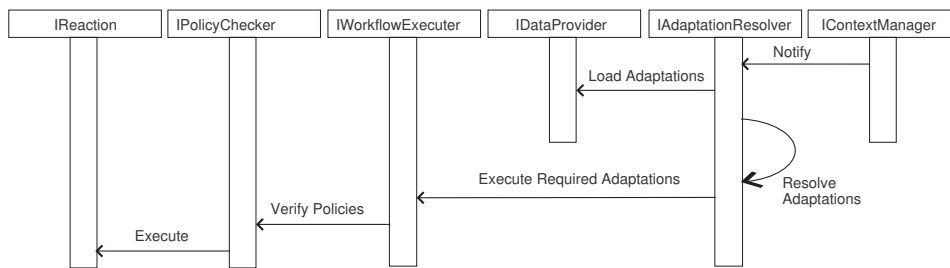 IReaction
IPolicyChecker
IWorkflowExecuter
IDataProvider
IAdaptationResolver
IContextManager
Notify
Load Adaptations
Resolve
Adaptations
Execute Required Adaptations
Verify Policies
Execute